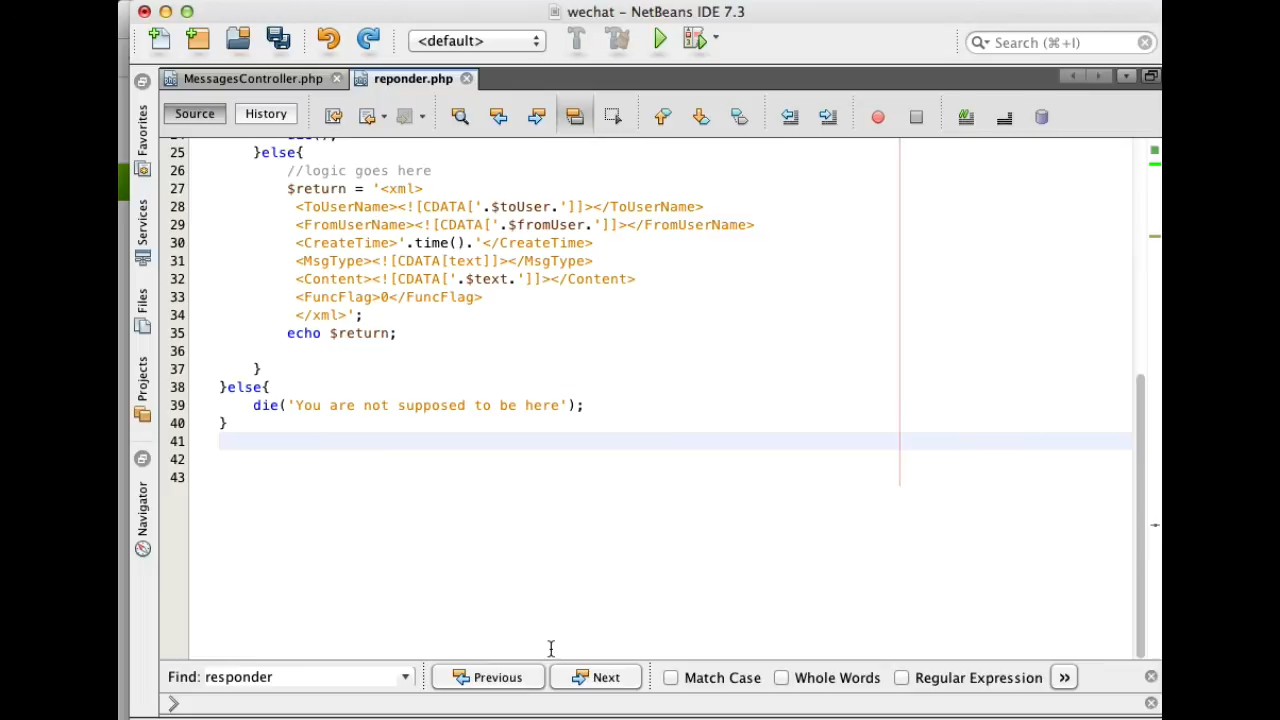 wechat – NetBeans IDE 7.3
<default>
Search (⌘+I)
MessagesController.php
reponder.php
Source
History
Favorites
Services
Files
Projects
Navigator
25 }else{
26 //logic goes here
27 $return = '<xml>
28 <ToUserName><![CDATA['.$toUser.']]></ToUserName>
29 <FromUserName><![CDATA['.$fromUser.']]></FromUserName>
30 <CreateTime>'.time().'</CreateTime>
31 <MsgType><![CDATA[text]]></MsgType>
32 <Content><![CDATA['.$text.']]></Content>
33 <FuncFlag>0</FuncFlag>
34 </xml>';
35 echo $return;
36
37 }
38 }else{
39 die('You are not supposed to be here');
40 }
41
42
43
Find: responder
Previous
Next
Match Case
Whole Words
Regular Expression
»